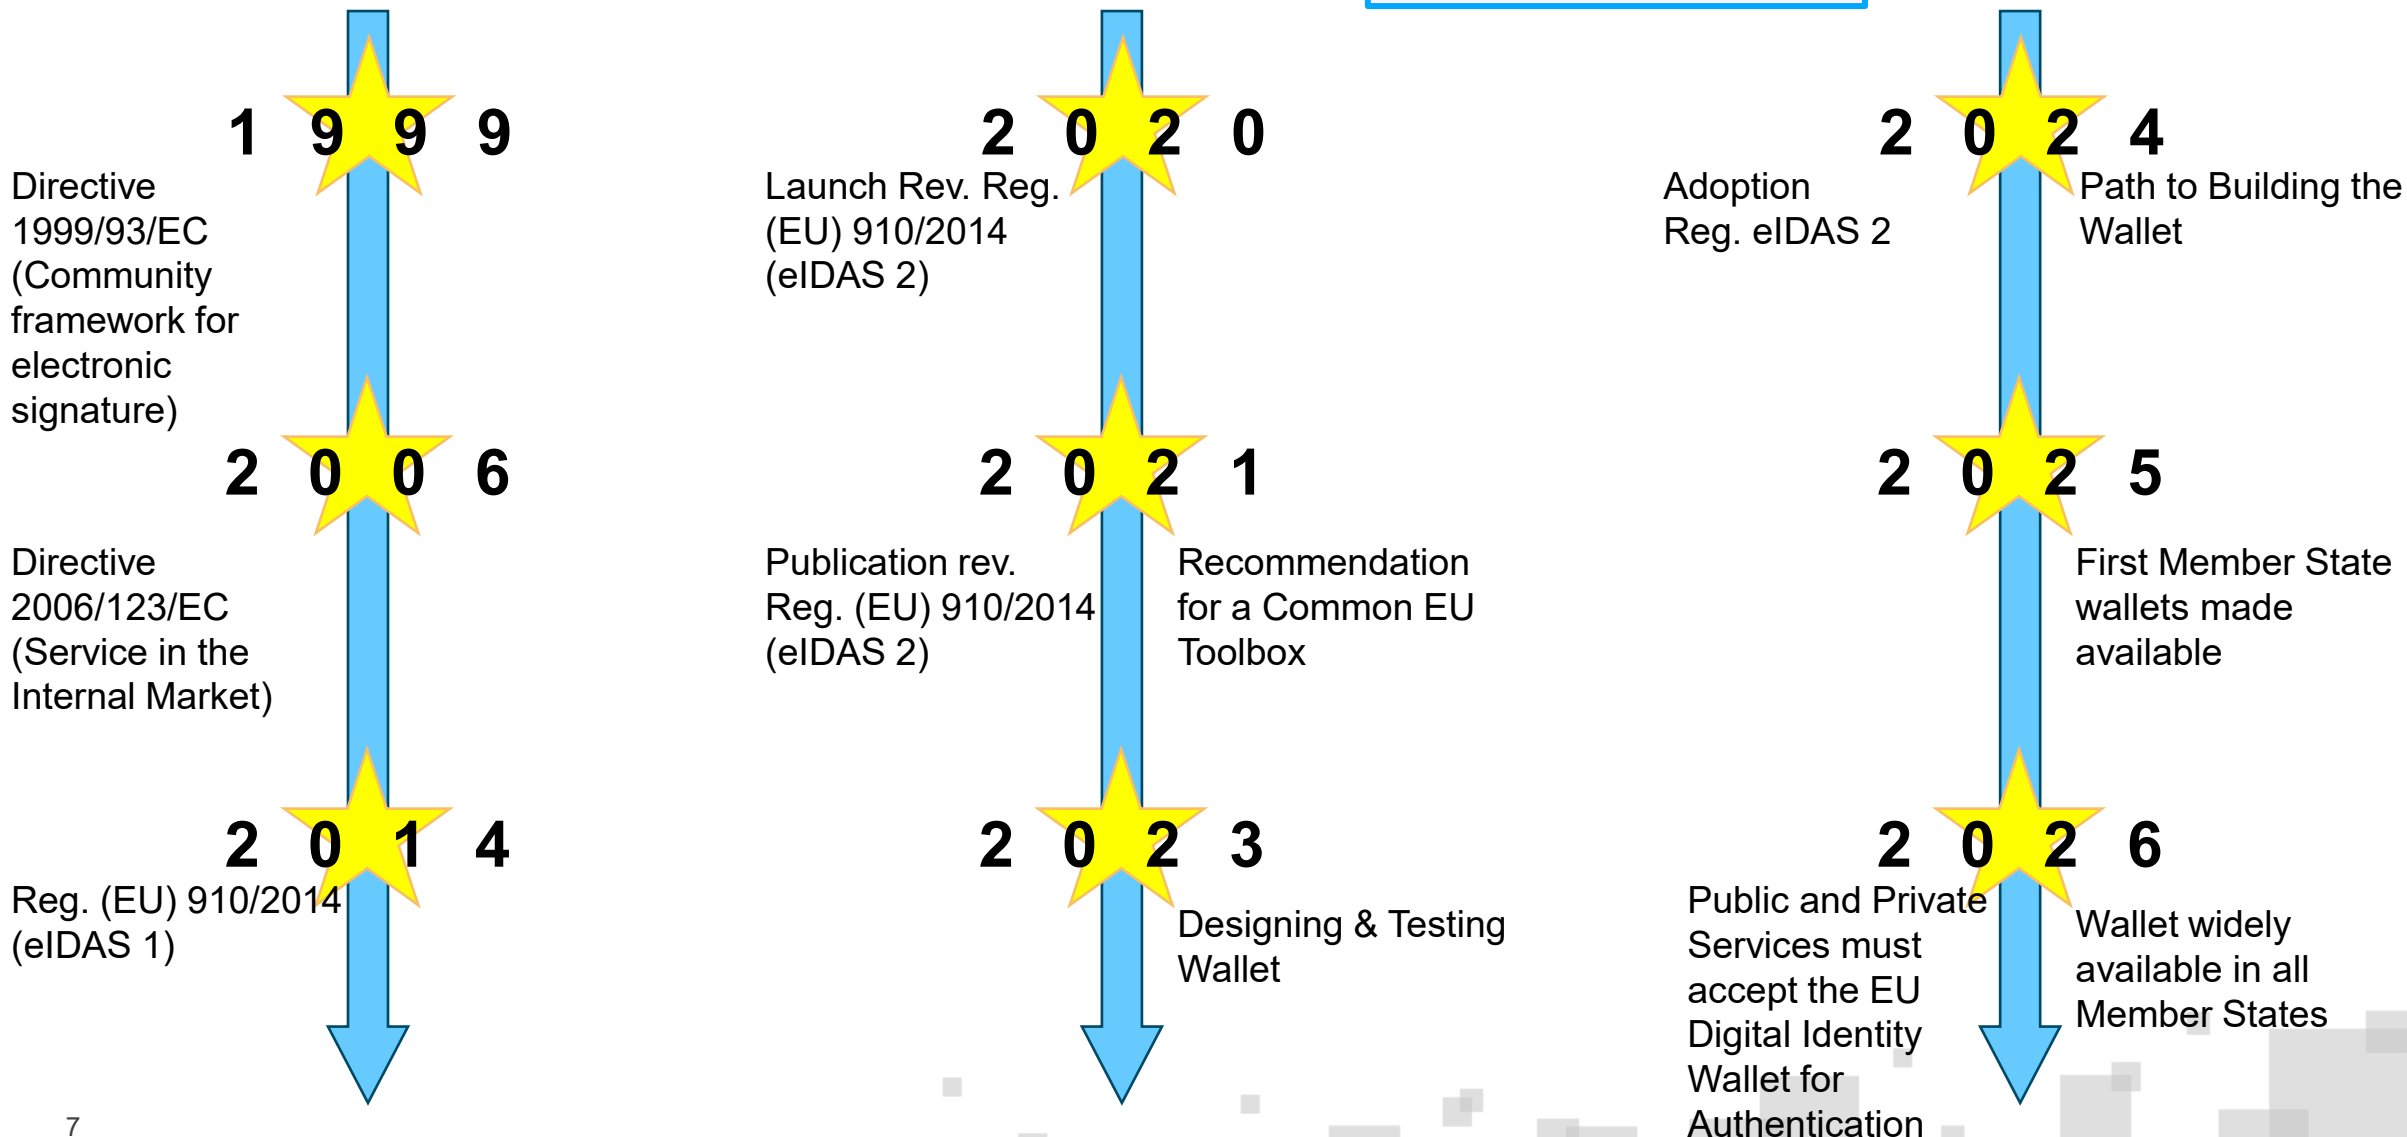 1 9 9 9
Directive
1999/93/EC
(Community
framework for
electronic
signature)
2 0 0 6
Directive
2006/123/EC
(Service in the
Internal Market)
2 0 1 4
Reg. (EU) 910/2014
(eIDAS 1)
2 0 2 0
Launch Rev. Reg.
(EU) 910/2014
(eIDAS 2)
2 0 2 1
Publication rev.
Reg. (EU) 910/2014
(eIDAS 2)
Recommendation
for a Common EU
Toolbox
2 0 2 3
Designing & Testing
Wallet
2 0 2 4
Adoption
Reg. eIDAS 2
Path to Building the
Wallet
2 0 2 5
First Member State
wallets made
available
2 0 2 6
Public and Private
Services must
accept the EU
Digital Identity
Wallet for
Authentication
Wallet widely
available in all
Member States
7